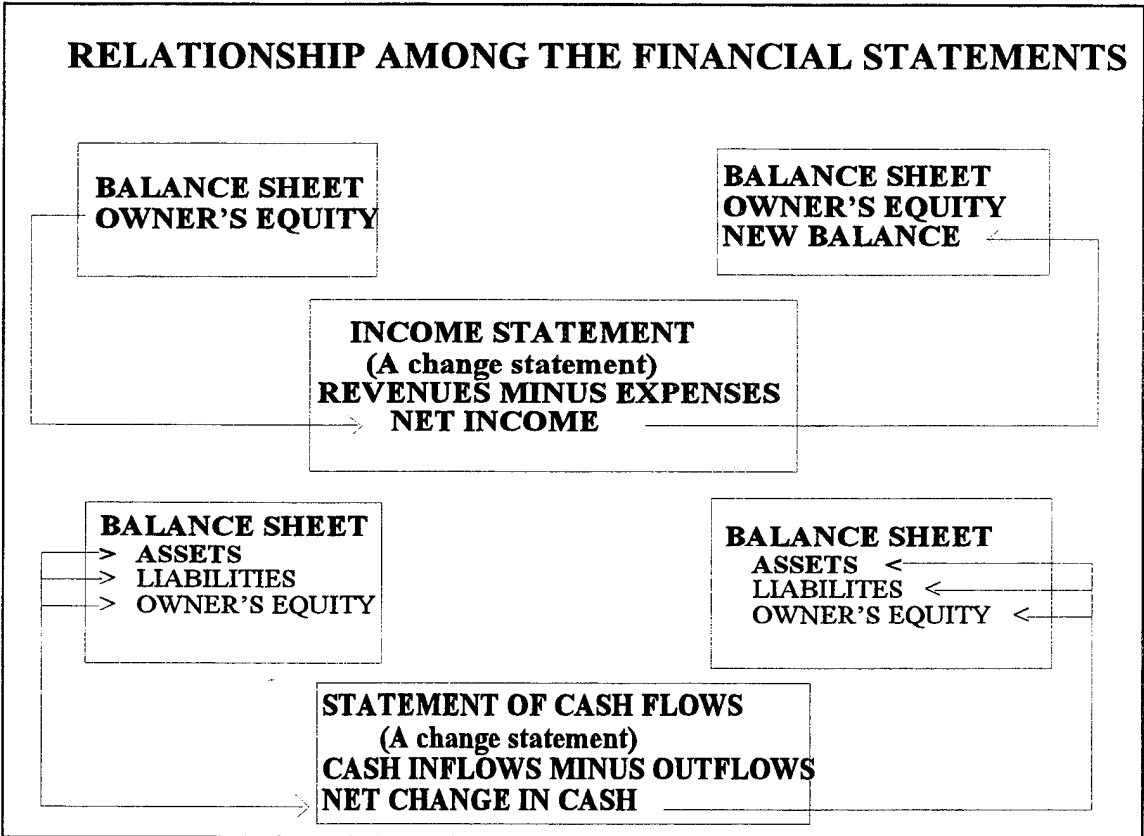 RELATIONSHIP AMONG THE FINANCIAL STATEMENTS
BALANCE SHEET
OWNER'S EQUITY
BALANCE SHEET
OWNER'S EQUITY
NEW BALANCE
INCOME STATEMENT
(A change statement)
REVENUES MINUS EXPENSES
NET INCOME
BALANCE SHEET
ASSETS
LIABILITIES
OWNER'S EQUITY
BALANCE SHEET
ASSETS
LIABILITES
OWNER'S EQUITY
STATEMENT OF CASH FLOWS
(A change statement)
CASH INFLOWS MINUS OUTFLOWS
NET CHANGE IN CASH